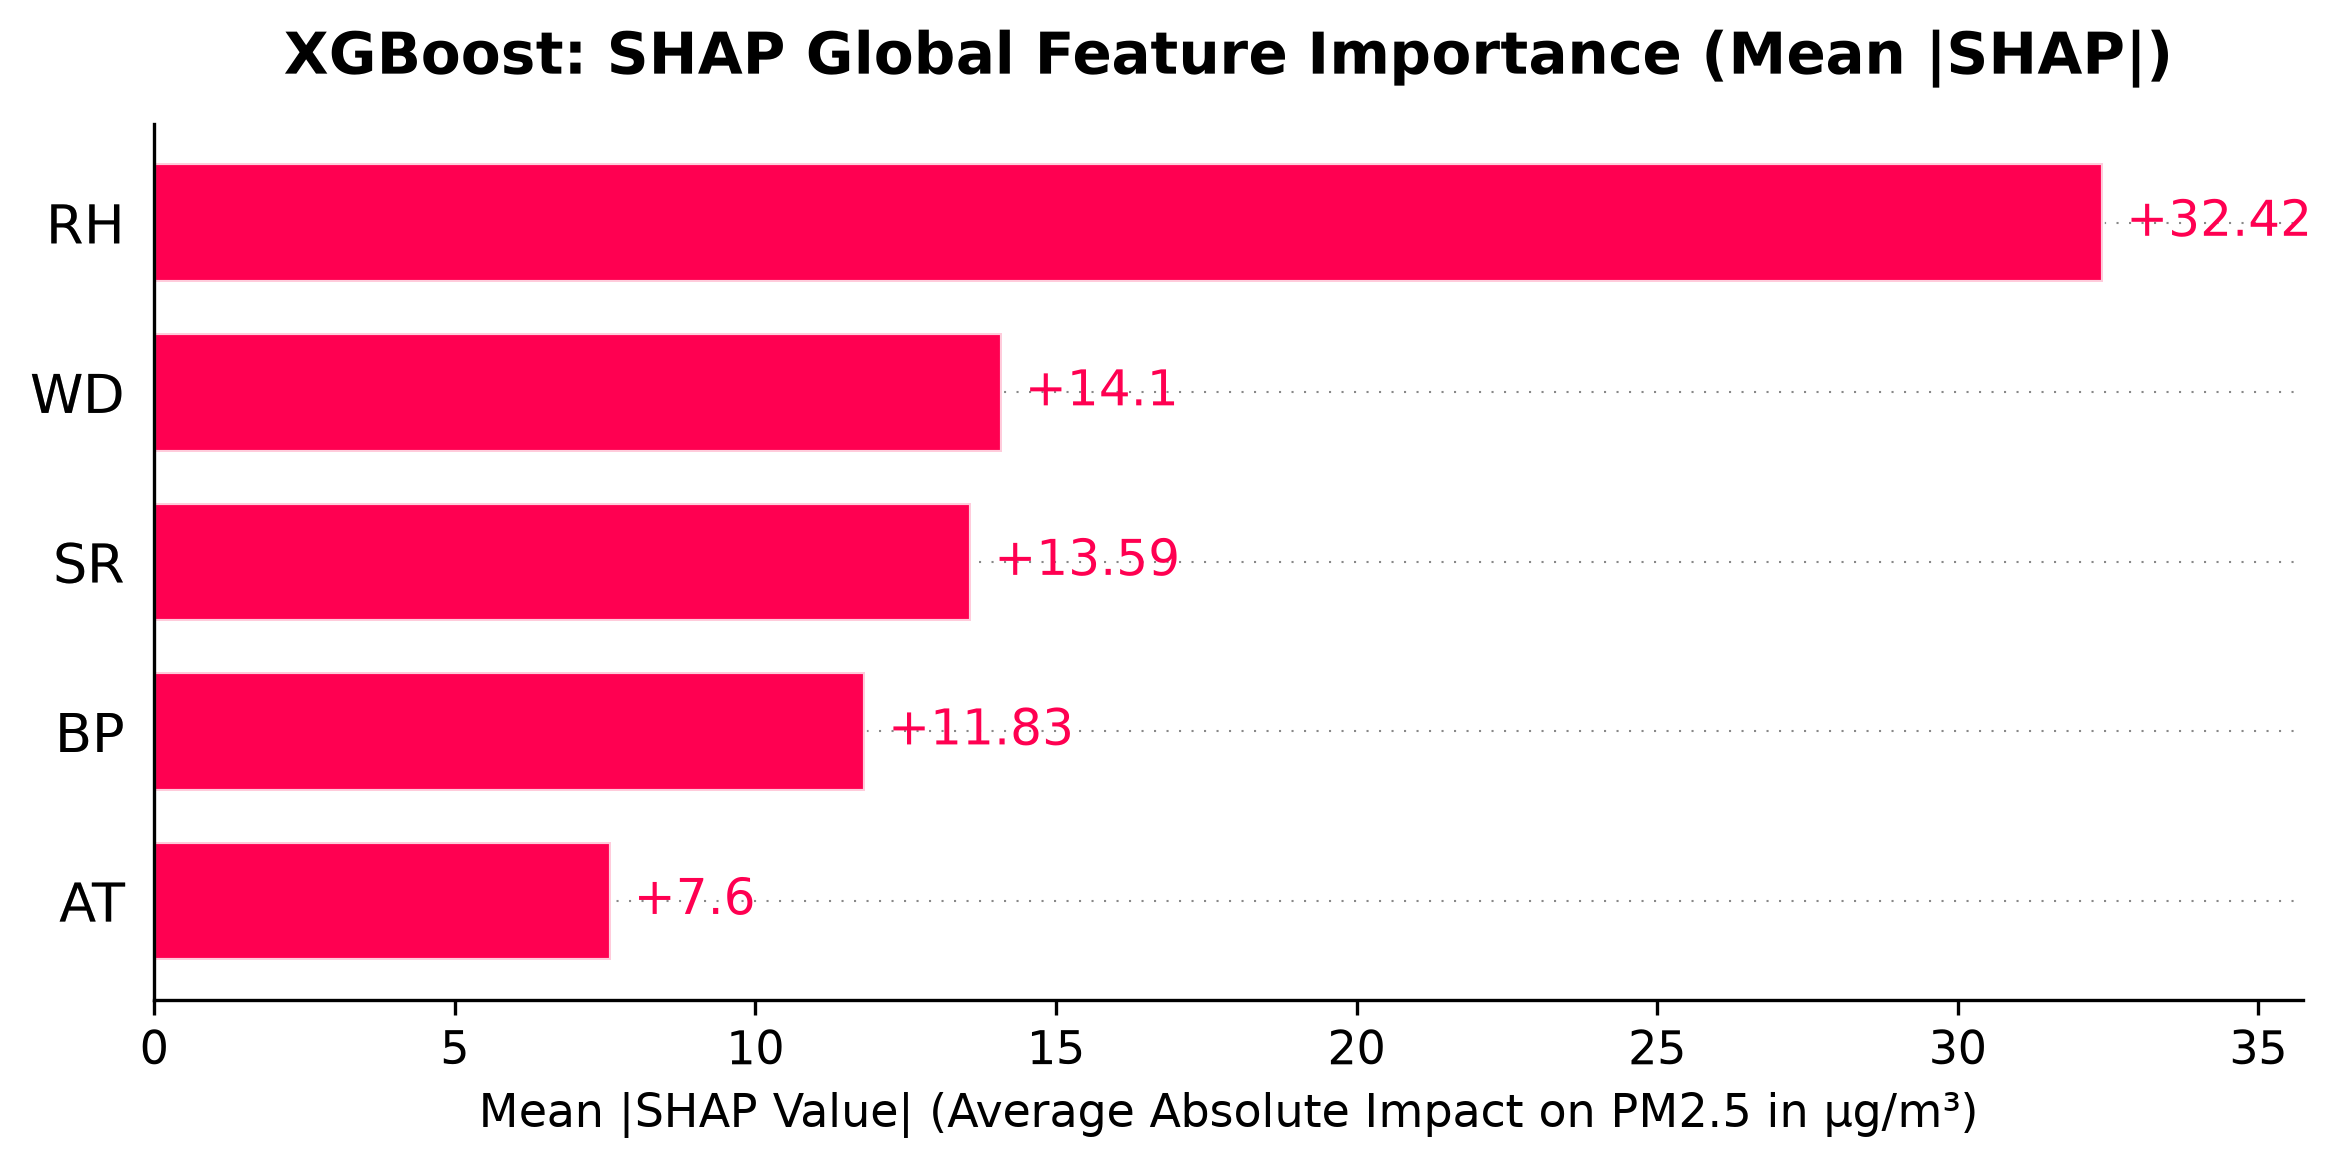 XGBoost: SHAP Global Feature Importance (Mean |SHAP|)
RH
+32.42
WD
+14.1
SR
+13.59
BP
+11.83
AT
+7.6
0 5 10 15 20 25 30 35
Mean |SHAP Value| (Average Absolute Impact on PM2.5 in µg/m³)